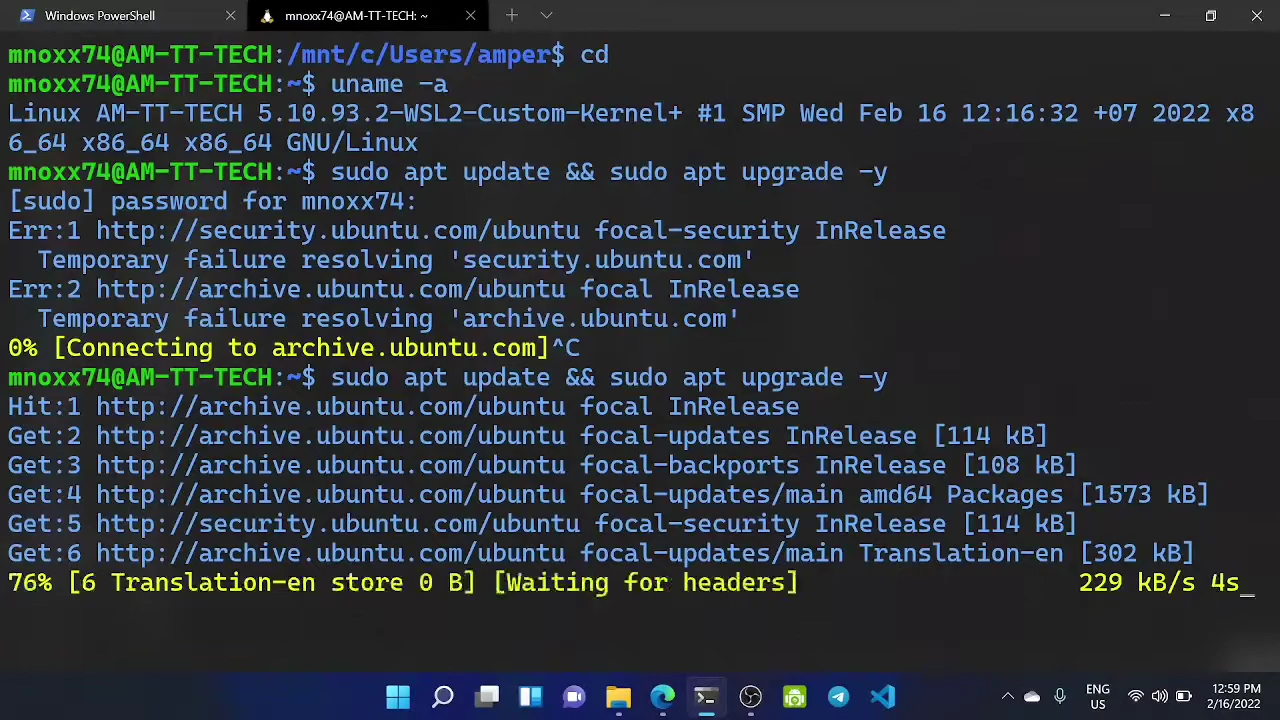 Windows PowerShell
mnoxx74@AM-TT-TECH: ~
mnoxx74@AM-TT-TECH:/mnt/c/Users/amper$ cd
mnoxx74@AM-TT-TECH:~$ uname -a
Linux AM-TT-TECH 5.10.93.2-WSL2-Custom-Kernel+ #1 SMP Wed Feb 16 12:16:32 +07 2022 x8
6_64 x86_64 x86_64 GNU/Linux
mnoxx74@AM-TT-TECH:~$ sudo apt update && sudo apt upgrade -y
[sudo] password for mnoxx74:
Err:1 http://security.ubuntu.com/ubuntu focal-security InRelease
  Temporary failure resolving 'security.ubuntu.com'
Err:2 http://archive.ubuntu.com/ubuntu focal InRelease
  Temporary failure resolving 'archive.ubuntu.com'
0% [Connecting to archive.ubuntu.com]^C
mnoxx74@AM-TT-TECH:~$ sudo apt update && sudo apt upgrade -y
Hit:1 http://archive.ubuntu.com/ubuntu focal InRelease
Get:2 http://archive.ubuntu.com/ubuntu focal-updates InRelease [114 kB]
Get:3 http://archive.ubuntu.com/ubuntu focal-backports InRelease [108 kB]
Get:4 http://archive.ubuntu.com/ubuntu focal-updates/main amd64 Packages [1573 kB]
Get:5 http://security.ubuntu.com/ubuntu focal-security InRelease [114 kB]
Get:6 http://archive.ubuntu.com/ubuntu focal-updates/main Translation-en [302 kB]
76% [6 Translation-en store 0 B] [Waiting for headers] 229 kB/s 4s_
ENG
US
12:59 PM
2/16/2022